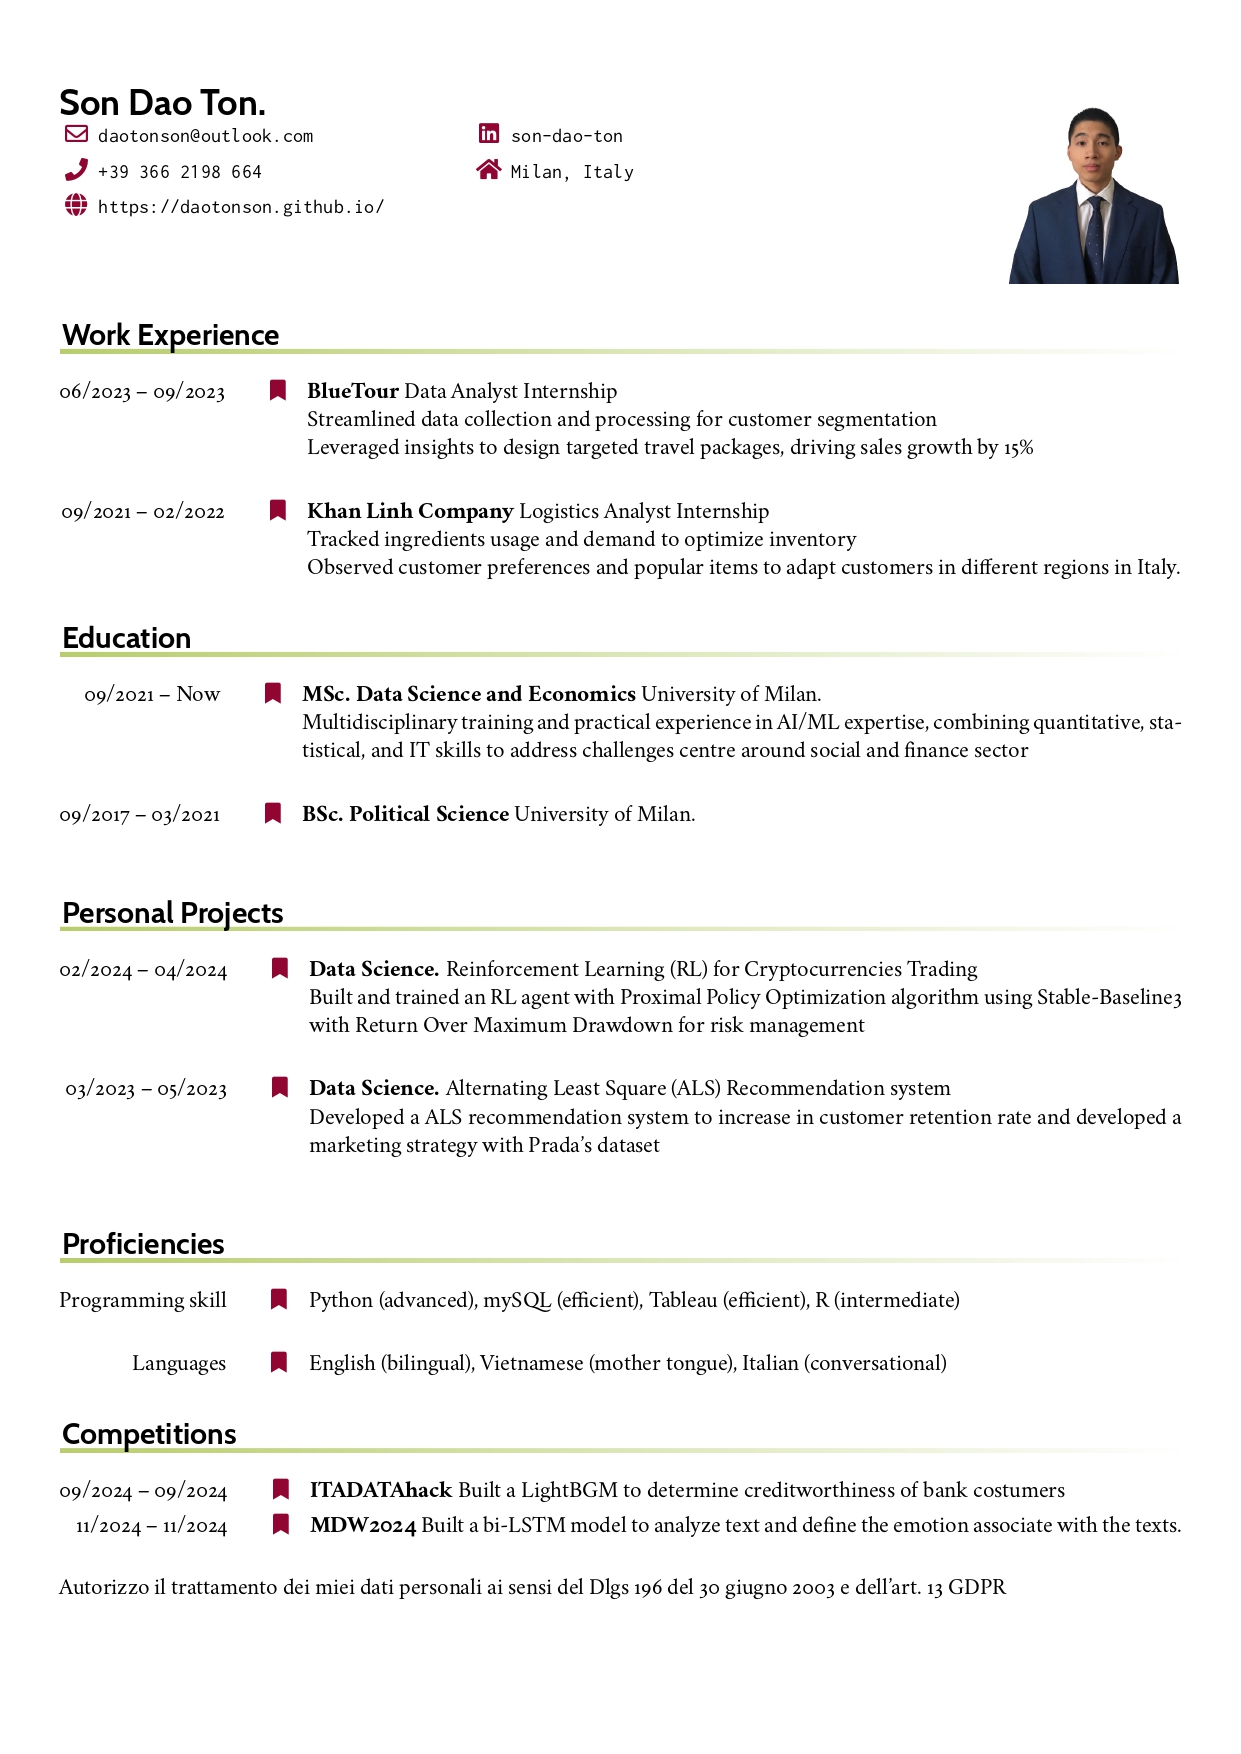 Son Dao Ton.
daotonson@outlook.com
son-dao-ton
+39 366 2198 664
Milan, Italy
https://daotonson.github.io/
Work Experience
06/2023 – 09/2023 BlueTour Data Analyst Internship
Streamlined data collection and processing for customer segmentation
Leveraged insights to design targeted travel packages, driving sales growth by 15%
09/2021 – 02/2022 Khan Linh Company Logistics Analyst Internship
Tracked ingredients usage and demand to optimize inventory
Observed customer preferences and popular items to adapt customers in different regions in Italy.
Education
09/2021 – Now MSc. Data Science and Economics University of Milan.
Multidisciplinary training and practical experience in AI/ML expertise, combining quantitative, sta-
tistical, and IT skills to address challenges centre around social and finance sector
09/2017 – 03/2021 BSc. Political Science University of Milan.
Personal Projects
02/2024 – 04/2024 Data Science. Reinforcement Learning (RL) for Cryptocurrencies Trading
Built and trained an RL agent with Proximal Policy Optimization algorithm using Stable-Baseline3
with Return Over Maximum Drawdown for risk management
03/2023 – 05/2023 Data Science. Alternating Least Square (ALS) Recommendation system
Developed a ALS recommendation system to increase in customer retention rate and developed a
marketing strategy with Prada's dataset
Proficiencies
Programming skill Python (advanced), mySQL (efficient), Tableau (efficient), R (intermediate)
Languages English (bilingual), Vietnamese (mother tongue), Italian (conversational)
Competitions
09/2024 – 09/2024 ITADATAhack Built a LightBGM to determine creditworthiness of bank costumers
11/2024 – 11/2024 MDW2024 Built a bi-LSTM model to analyze text and define the emotion associate with the texts.
Autorizzo il trattamento dei miei dati personali ai sensi del Dlgs 196 del 30 giugno 2003 e dell'art. 13 GDPR